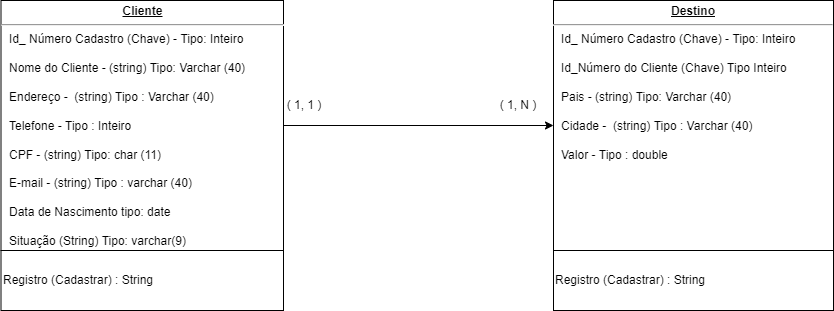 Cliente
Id_ Número Cadastro (Chave) - Tipo: Inteiro
Nome do Cliente - (string) Tipo: Varchar (40)
Endereço -  (string) Tipo : Varchar (40)
Telefone - Tipo : Inteiro
CPF - (string) Tipo: char (11)
E-mail - (string) Tipo : varchar (40)
Data de Nascimento tipo: date
Situação (String) Tipo: varchar(9)
Registro (Cadastrar) : String
( 1, 1 )
( 1, N )
Destino
Id_ Número Cadastro (Chave) - Tipo: Inteiro
Id_Número do Cliente (Chave) Tipo Inteiro
Pais - (string) Tipo: Varchar (40)
Cidade -  (string) Tipo : Varchar (40)
Valor - Tipo : double
Registro (Cadastrar) : String